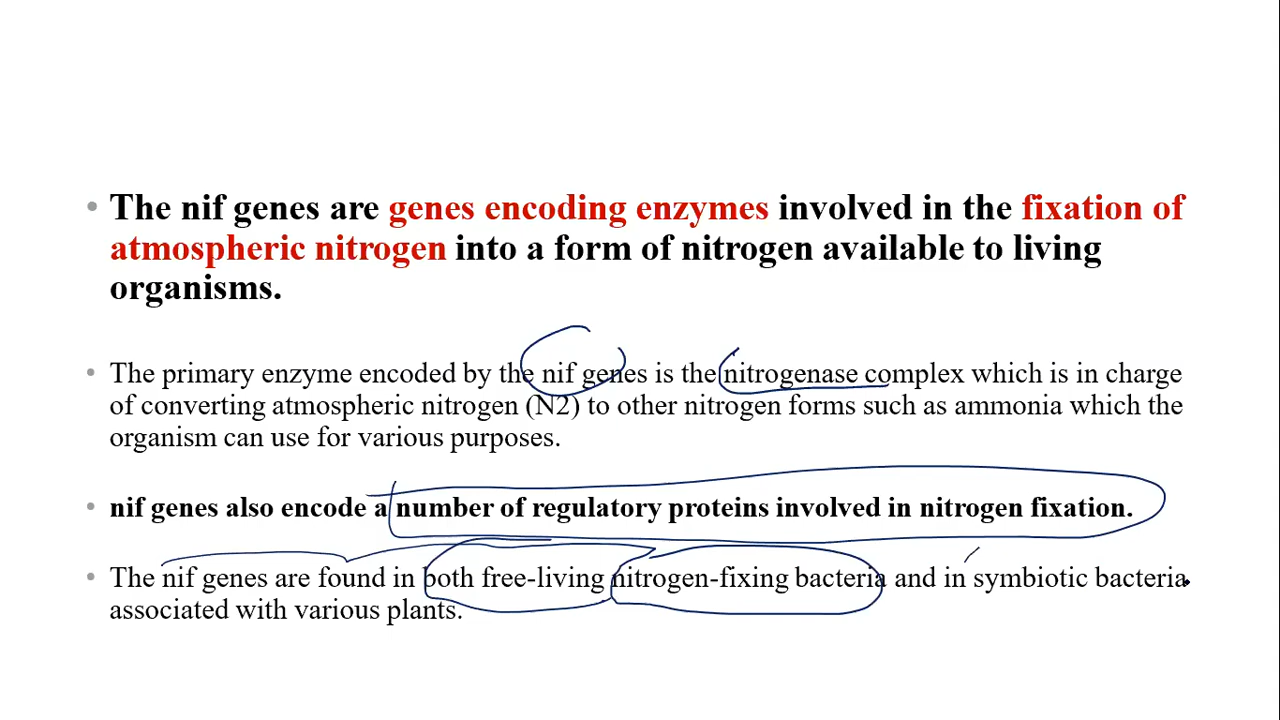 • The nif genes are genes encoding enzymes involved in the fixation of
atmospheric nitrogen into a form of nitrogen available to living
organisms.
• The primary enzyme encoded by the nif genes is the nitrogenase complex which is in charge
of converting atmospheric nitrogen (N2) to other nitrogen forms such as ammonia which the
organism can use for various purposes.
• nif genes also encode a number of regulatory proteins involved in nitrogen fixation.
• The nif genes are found in both free-living nitrogen-fixing bacteria and in symbiotic bacteria
associated with various plants.